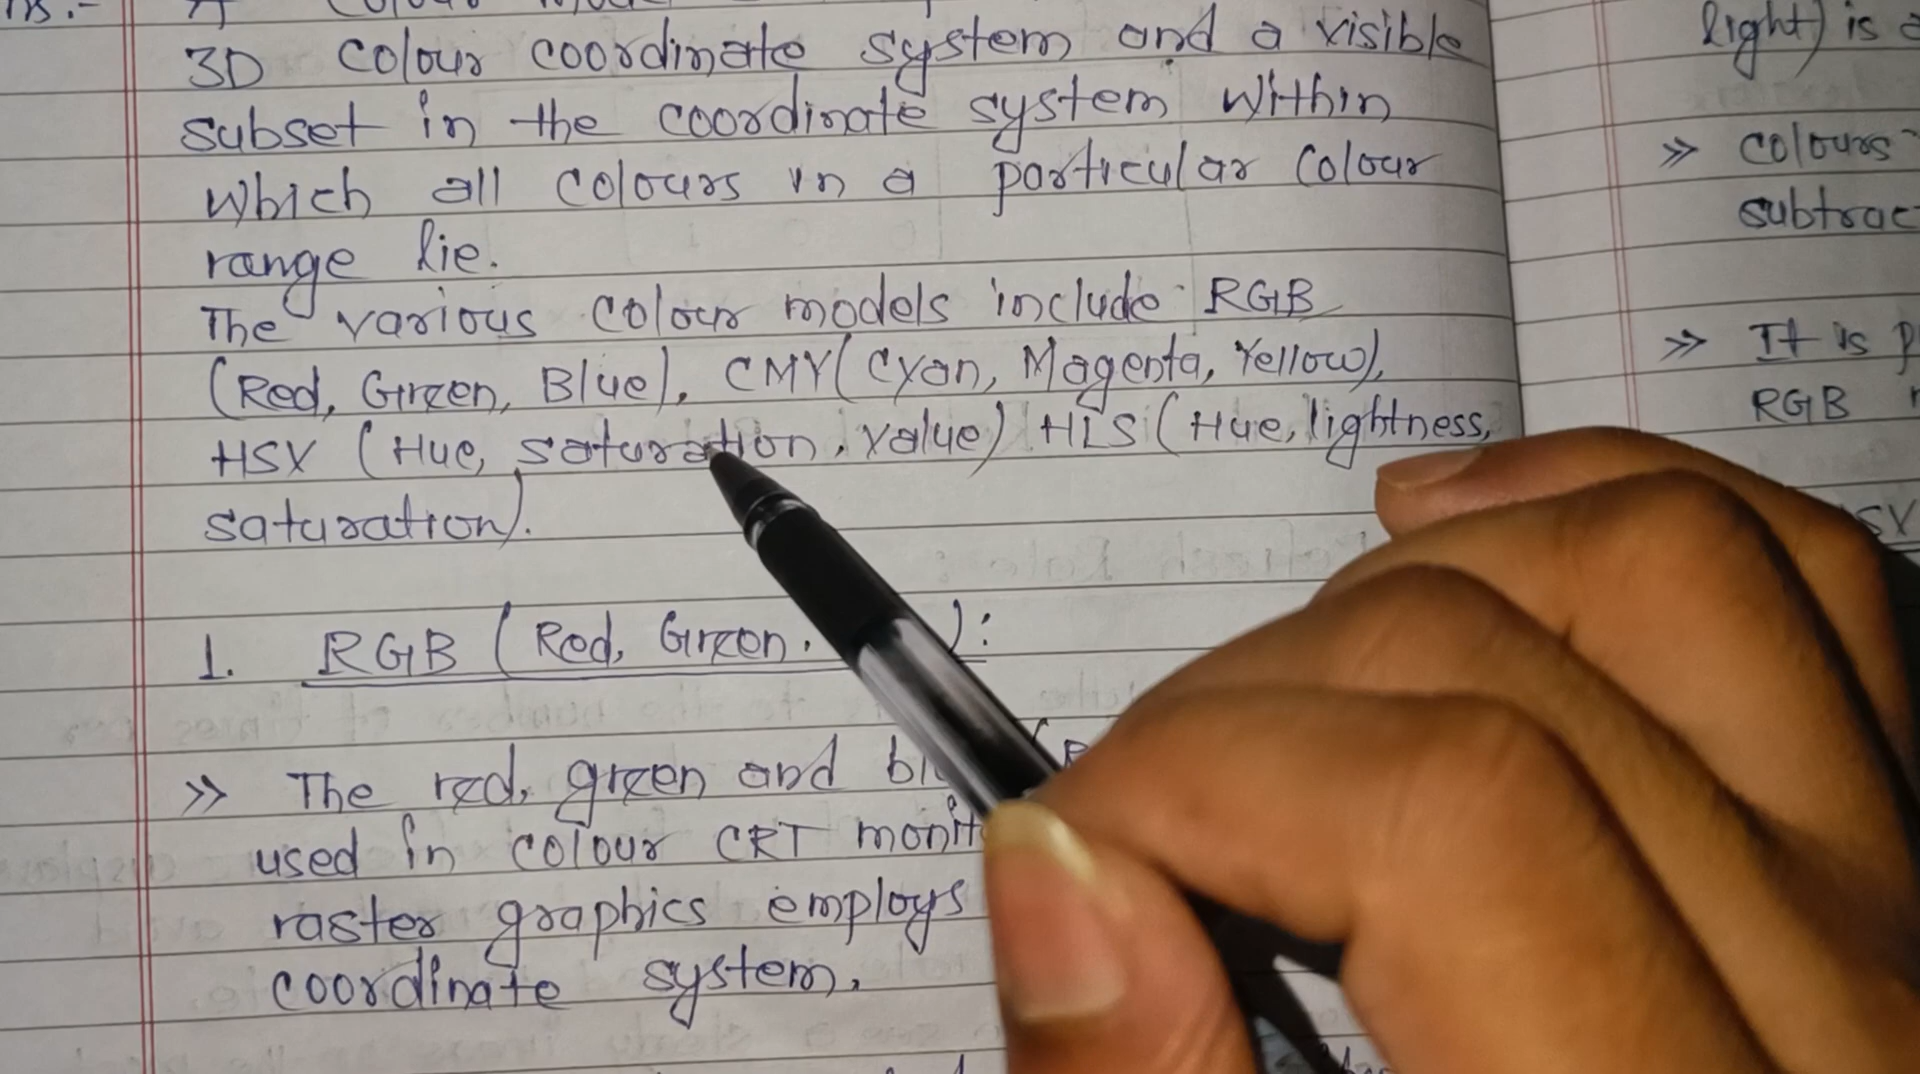 3D colour coordinate system and a visible
subset in the coordinate system within
which all colours in a particular colour
range lie.
The various colour models include RGB
(Red, Green, Blue), CMY(Cyan, Magenta, Yellow),
HSV (Hue, saturation, value) HLS (Hue, lightness,
saturation).
1. RGB (Red, Green, ):
>> The red, green and
used in colour CRT
raster graphics employs
coordinate system,
light) is
>> colours
>> It is
RGB